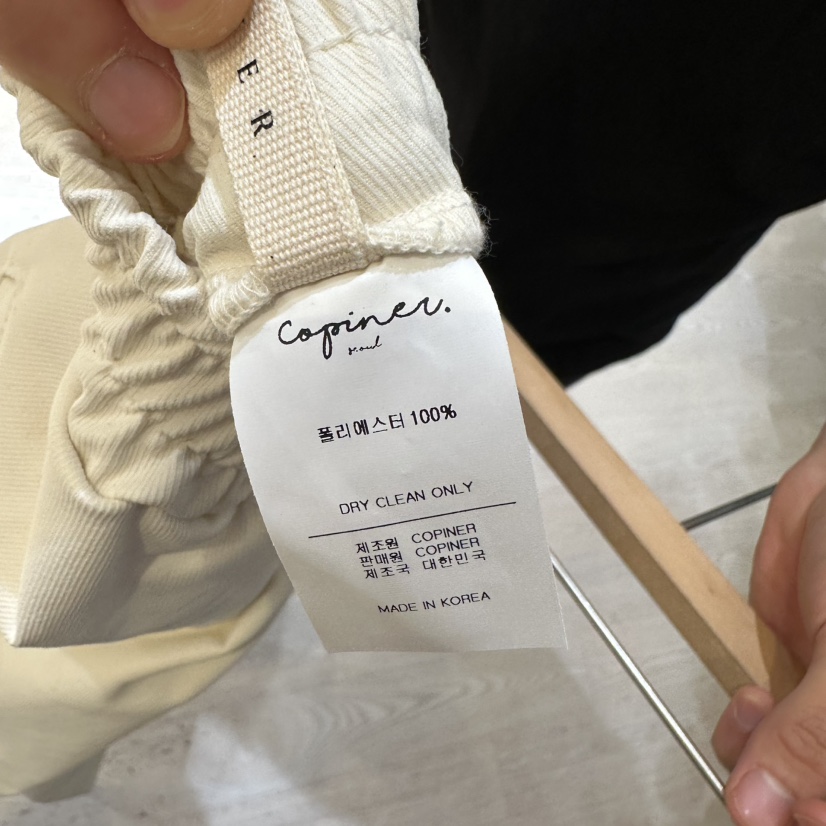 E R.
copiner.
seoul
폴리에스터 100%
DRY CLEAN ONLY
제조원 COPINER
판매원 COPINER
제조국 대한민국
MADE IN KOREA